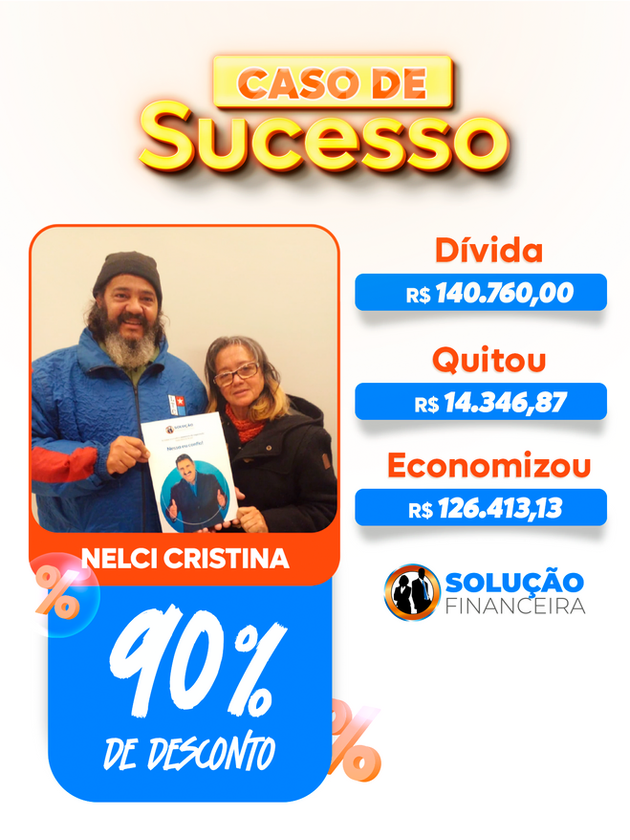 CASO DE
Sucesso
Dívida
R$ 140.760,00
Quitou
R$ 14.346,87
Economizou
R$ 126.413,13
SOLUÇÃO
FINANCEIRA
SOLUÇÃO
NELCI CRISTINA
%
90%
DE DESCONTO
%